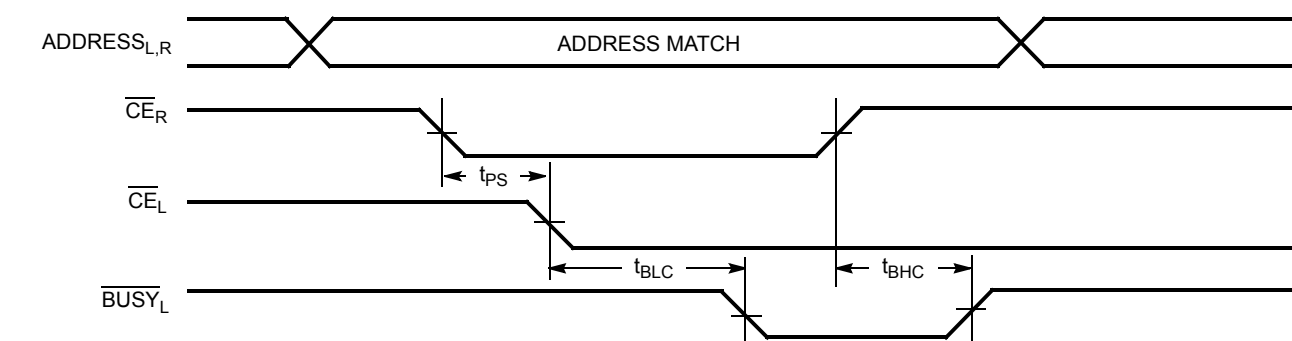 ADDRESSL,R
ADDRESS MATCH
CER
tPS
CEL
tBLC
tBHC
BUSYL